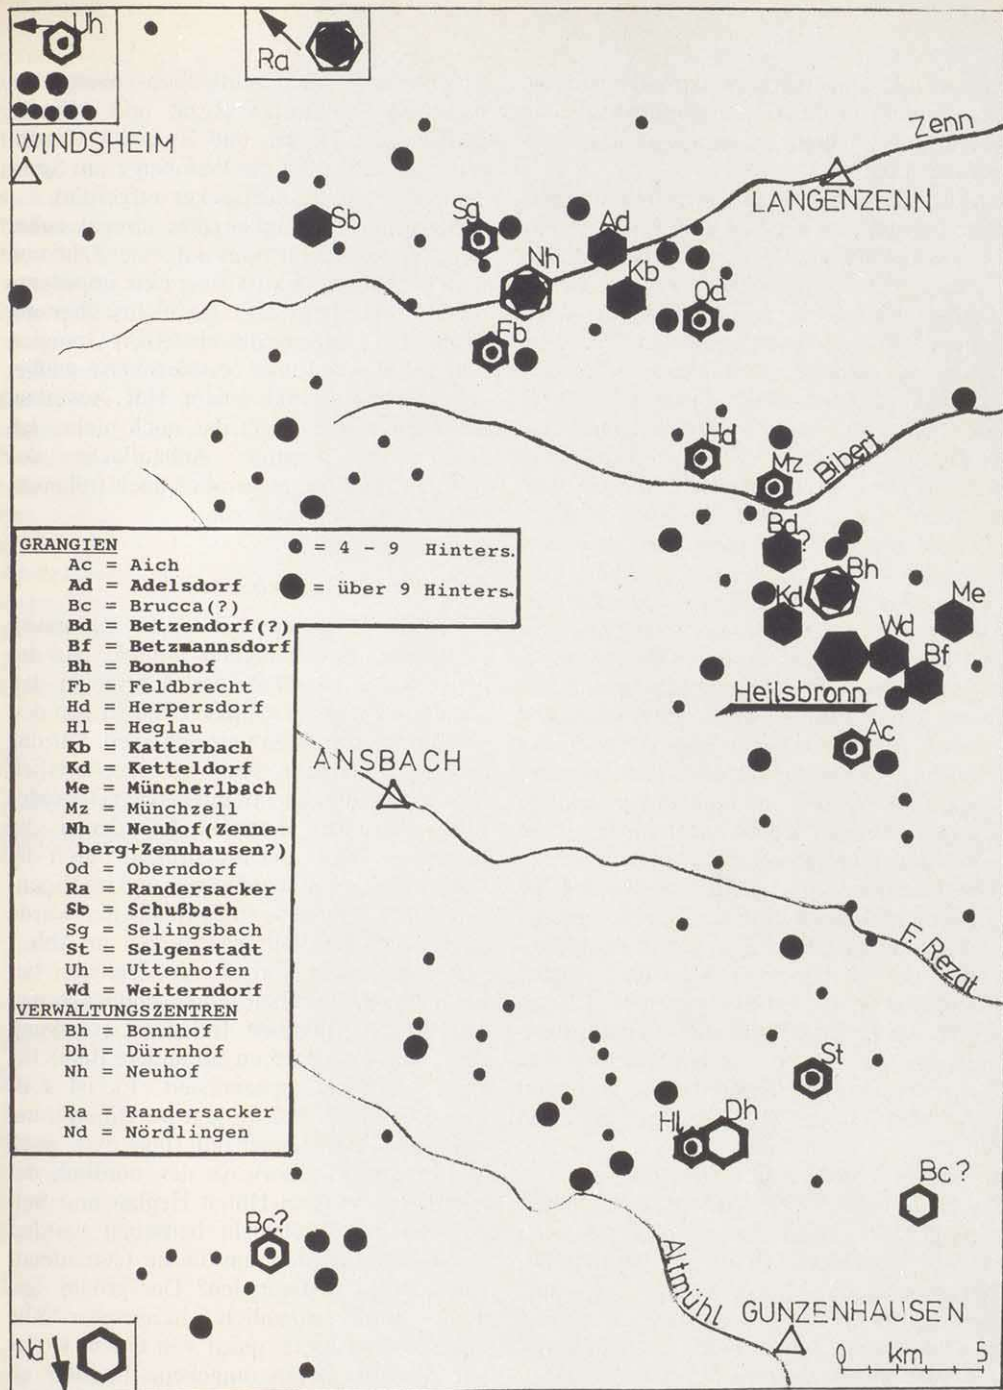 Uh
Ra
WINDSHEIM
Zenn
LANGENZENN
Sb
Sg
Ad
Nh
Kb
Od
Fb
Hd
Mz
Bibert
Bd
?
Bh
Me
Kd
Wd
Bf
Heilsbronn
Ac
GRANGIEN
Ac = Aich
Ad = Adelsdorf
Bc = Brucca(?)
Bd = Betzendorf(?)
Bf = Betzmannsdorf
Bh = Bonnhof
Fb = Feldbrecht
Hd = Herpersdorf
Hl = Heglau
Kb = Katterbach
Kd = Ketteldorf
Me = Müncherlbach
Mz = Münchzell
Nh = Neuhof(Zenne-
berg+Zennhausen?)
Od = Oberndorf
Ra = Randersacker
Sb = Schußbach
Sg = Selingsbach
St = Selgenstadt
Uh = Uttenhofen
Wd = Weiterndorf
VERWALTUNGSZENTREN
Bh = Bonnhof
Dh = Dürrnhof
Nh = Neuhof
Ra = Randersacker
Nd = Nördlingen
= 4 - 9 Hinters.
= über 9 Hinters.
ANSBACH
F. Rezat
St
Hl
Dh
Bc?
Bc?
Altmühl
GUNZENHAUSEN
Nd
0 km 5